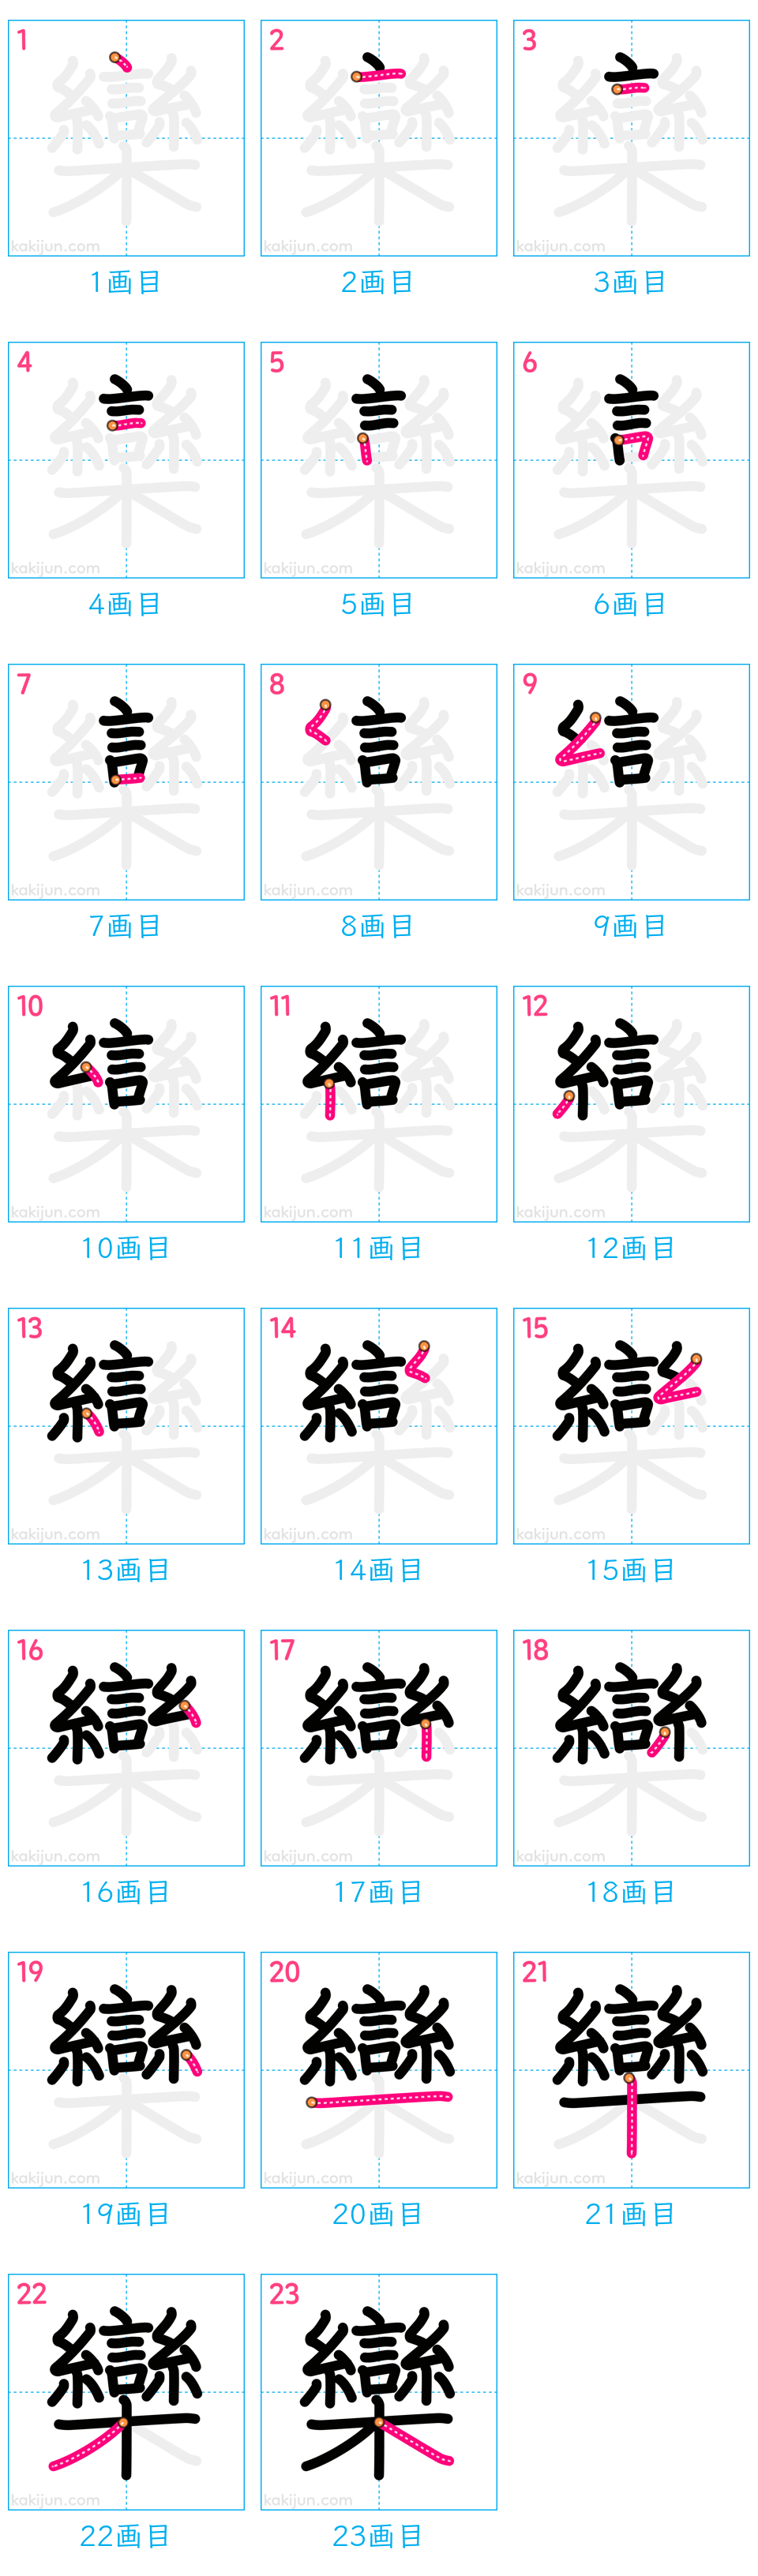 1 2 3
kakijun.com kakijun.com kakijun.com
1画目 2画目 3画目
4 5 6
kakijun.com kakijun.com kakijun.com
4画目 5画目 6画目
7 8 9
kakijun.com kakijun.com kakijun.com
7画目 8画目 9画目
10 11 12
kakijun.com kakijun.com kakijun.com
10画目 11画目 12画目
13 14 15
kakijun.com kakijun.com kakijun.com
13画目 14画目 15画目
16 17 18
kakijun.com kakijun.com kakijun.com
16画目 17画目 18画目
19 20 21
欒
kakijun.com kakijun.com kakijun.com
19画目 20画目 21画目
22 23
欒 欒
kakijun.com kakijun.com
22画目 23画目